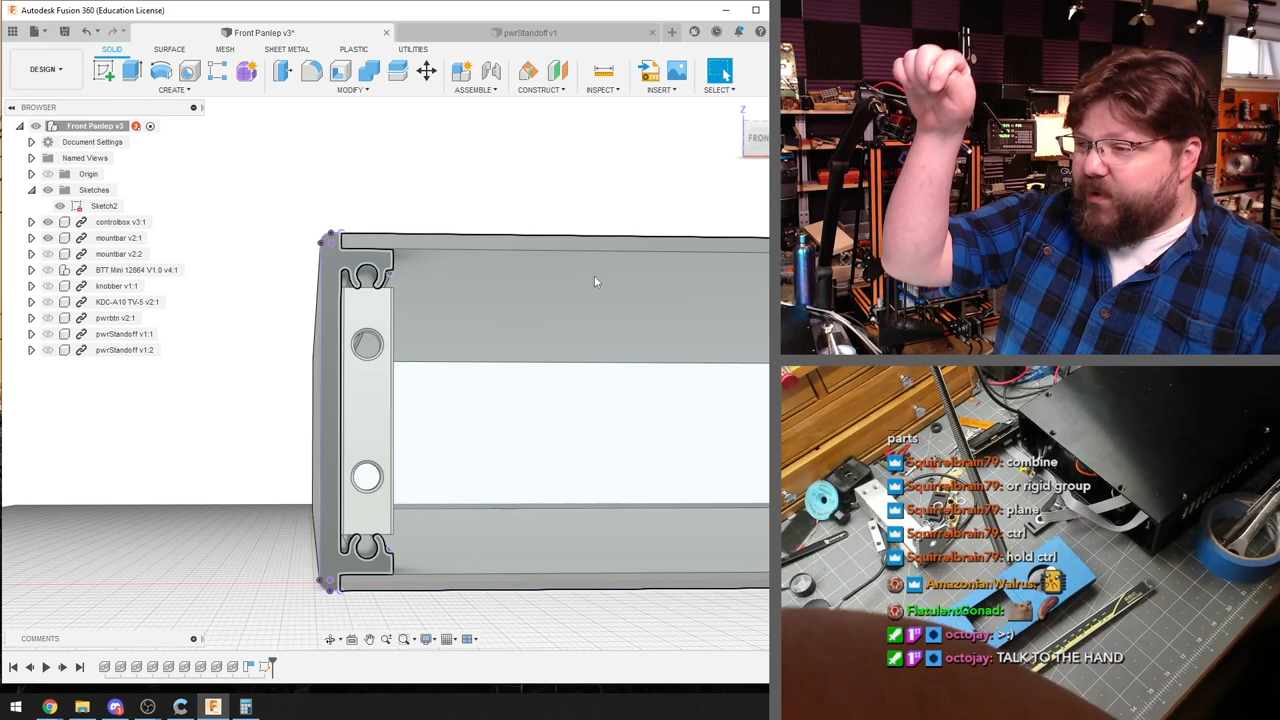 Autodesk Fusion 360 (Education License)
Front Panlep v3*
pwrStandoff v1
DESIGN
SOLID
SURFACE
MESH
SHEET METAL
PLASTIC
UTILITIES
CREATE
MODIFY
ASSEMBLE
CONSTRUCT
INSPECT
INSERT
SELECT
BROWSER
Front Panlep v3
Document Settings
Named Views
Origin
Sketches
Sketch2
controlbox v3:1
mountbar v2:1
mountbar v2:2
BTT Mini 12864 V1.0 v4:1
knobber v1:1
KDC-A10 TV-5 v2:1
pwrbtn v2:1
pwrStandoff v1:1
pwrStandoff v1:2
Z
FRON
COMMENTS
parts
Squirrelbrain79: combine
Squirrelbrain79: or rigid group
Squirrelbrain79: plane
Squirrelbrain79: ctrl
Squirrelbrain79: hold ctrl
AmazonianWalrus:
FlatulentGonad:
octojay: >:)
octojay: TALK TO THE HAND